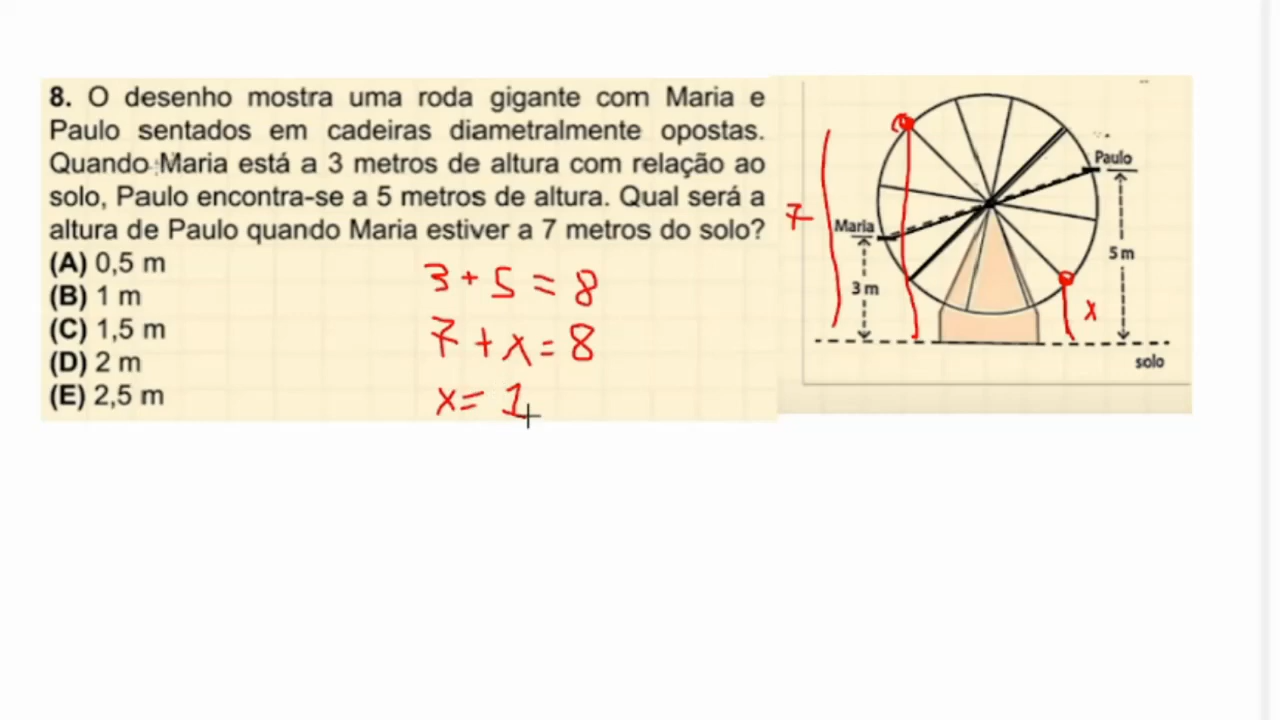 8. O desenho mostra uma roda gigante com Maria e
Paulo sentados em cadeiras diametralmente opostas.
Quando Maria está a 3 metros de altura com relação ao
solo, Paulo encontra-se a 5 metros de altura. Qual será a
altura de Paulo quando Maria estiver a 7 metros do solo?
(A) 0,5 m
(B) 1 m
(C) 1,5 m
(D) 2 m
(E) 2,5 m
3 + 5 = 8
7 + x = 8
x = 1
Paulo
7
Maria
5 m
3 m
x
solo